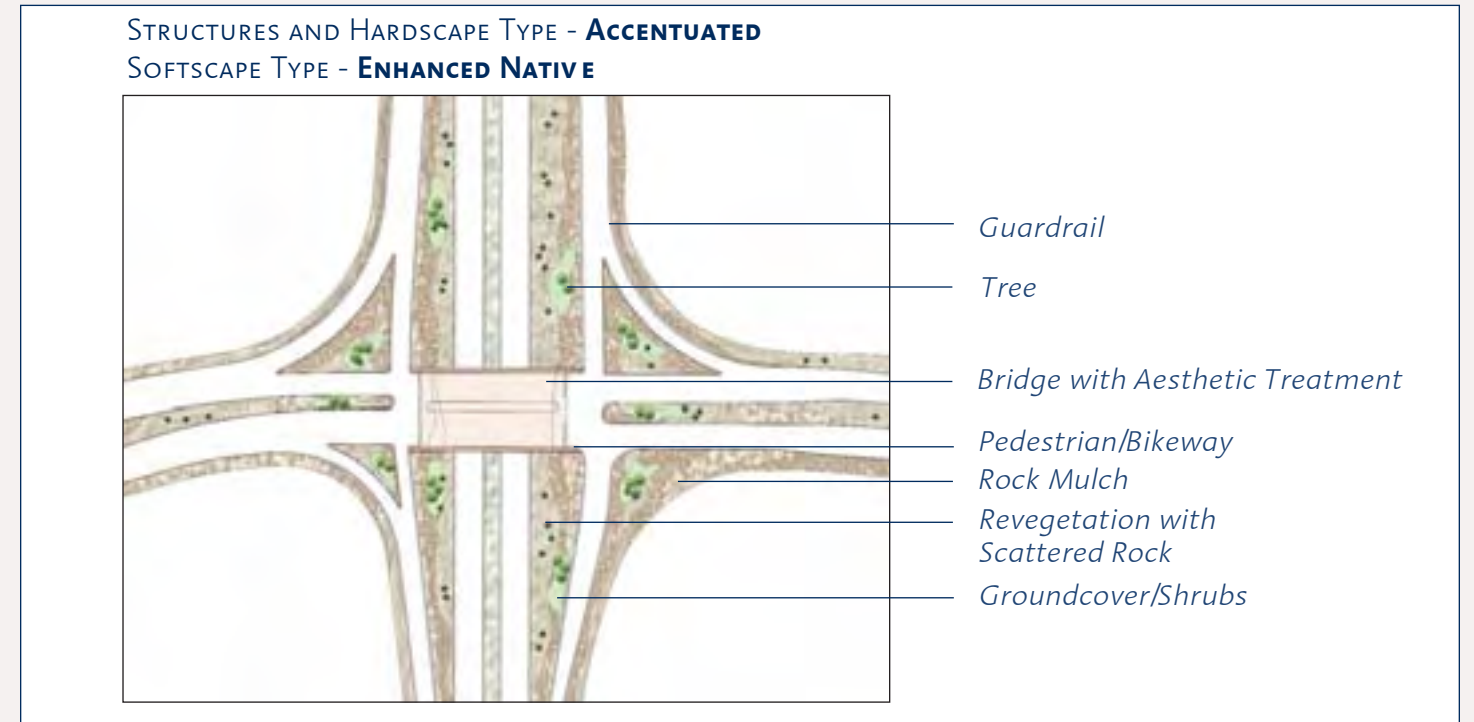 Structures and Hardscape Type - Accentuated
Softscape Type - Enhanced Native
Guardrail
Tree
Bridge with Aesthetic Treatment
Pedestrian/Bikeway
Rock Mulch
Revegetation with
Scattered Rock
Groundcover/Shrubs